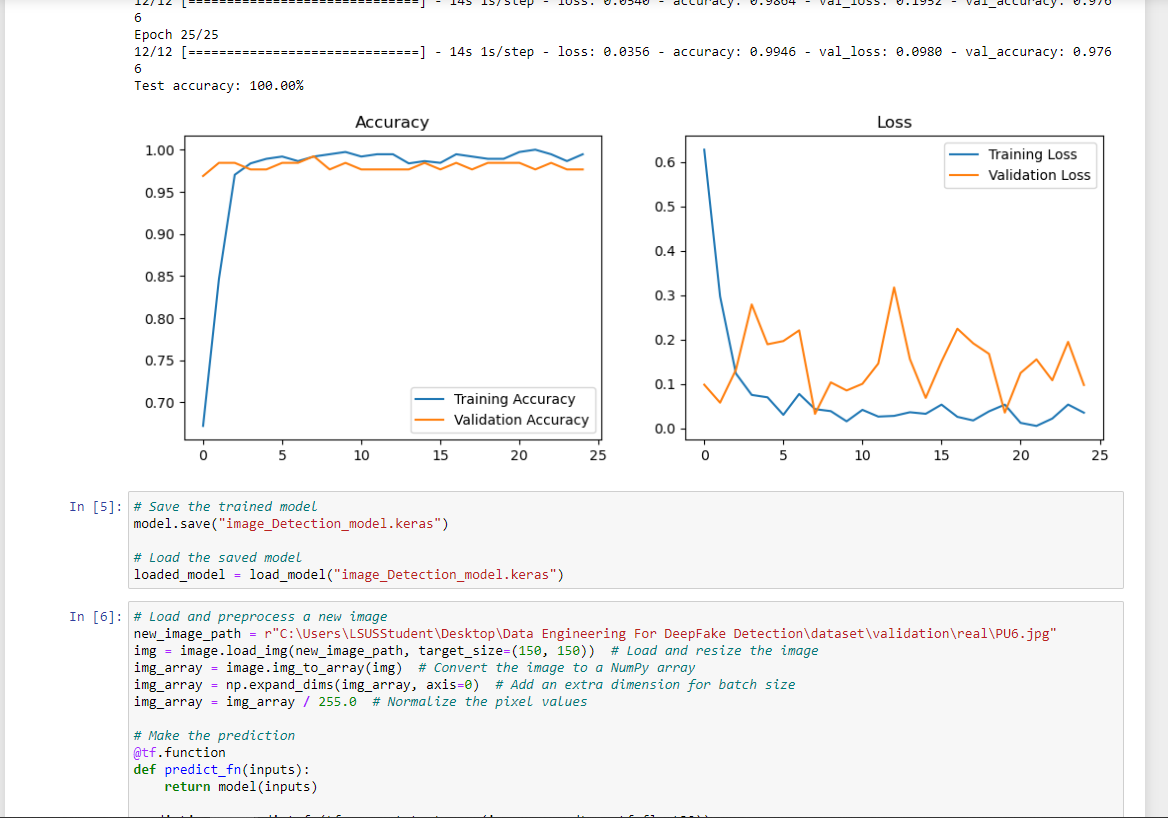 12/12 [==============================] - 14s 1s/step - loss: 0.0540 - accuracy: 0.9864 - val_loss: 0.1952 - val_accuracy: 0.976
6
Epoch 25/25
12/12 [==============================] - 14s 1s/step - loss: 0.0356 - accuracy: 0.9946 - val_loss: 0.0980 - val_accuracy: 0.976
6
Test accuracy: 100.00%
Accuracy
1.00
0.95
0.90
0.85
0.80
0.75
0.70
Training Accuracy
Validation Accuracy
0 5 10 15 20 25
Loss
0.6
0.5
0.4
0.3
0.2
0.1
0.0
Training Loss
Validation Loss
0 5 10 15 20 25
In [5]:
# Save the trained model
model.save("image_Detection_model.keras")
# Load the saved model
loaded_model = load_model("image_Detection_model.keras")
In [6]:
# Load and preprocess a new image
new_image_path = r"C:\Users\LSUSStudent\Desktop\Data Engineering For DeepFake Detection\dataset\validation\real\PU6.jpg"
img = image.load_img(new_image_path, target_size=(150, 150))  # Load and resize the image
img_array = image.img_to_array(img)  # Convert the image to a NumPy array
img_array = np.expand_dims(img_array, axis=0)  # Add an extra dimension for batch size
img_array = img_array / 255.0  # Normalize the pixel values
# Make the prediction
@tf.function
def predict_fn(inputs):
    return model(inputs)